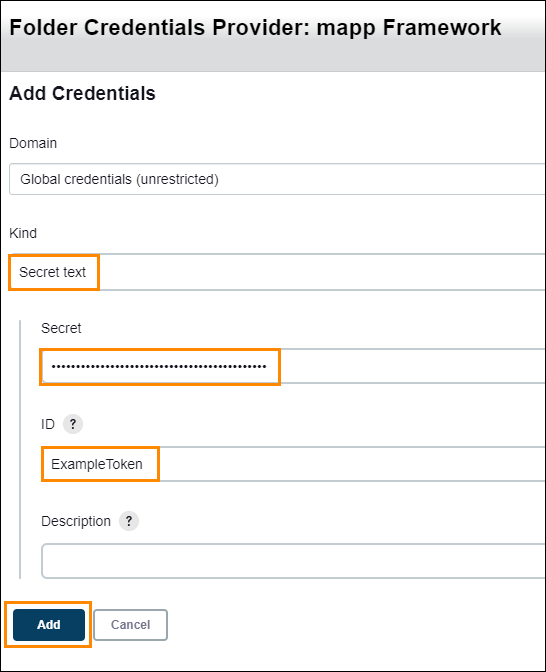 Folder Credentials Provider: mapp Framework
Add Credentials
Domain
Global credentials (unrestricted)
Kind
Secret text
Secret
••••••••••••••••••••••••••••••••••••••••••••
ID ?
ExampleToken
Description ?
Add Cancel